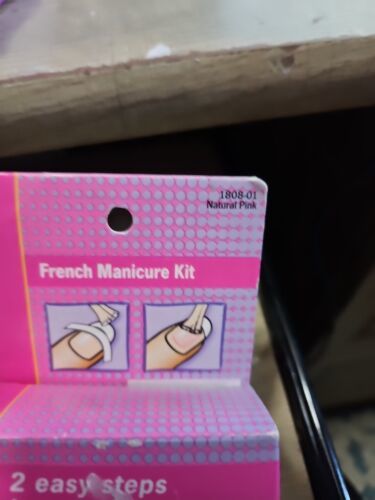 1808-01
Natural Pink
French Manicure Kit
2 easy steps